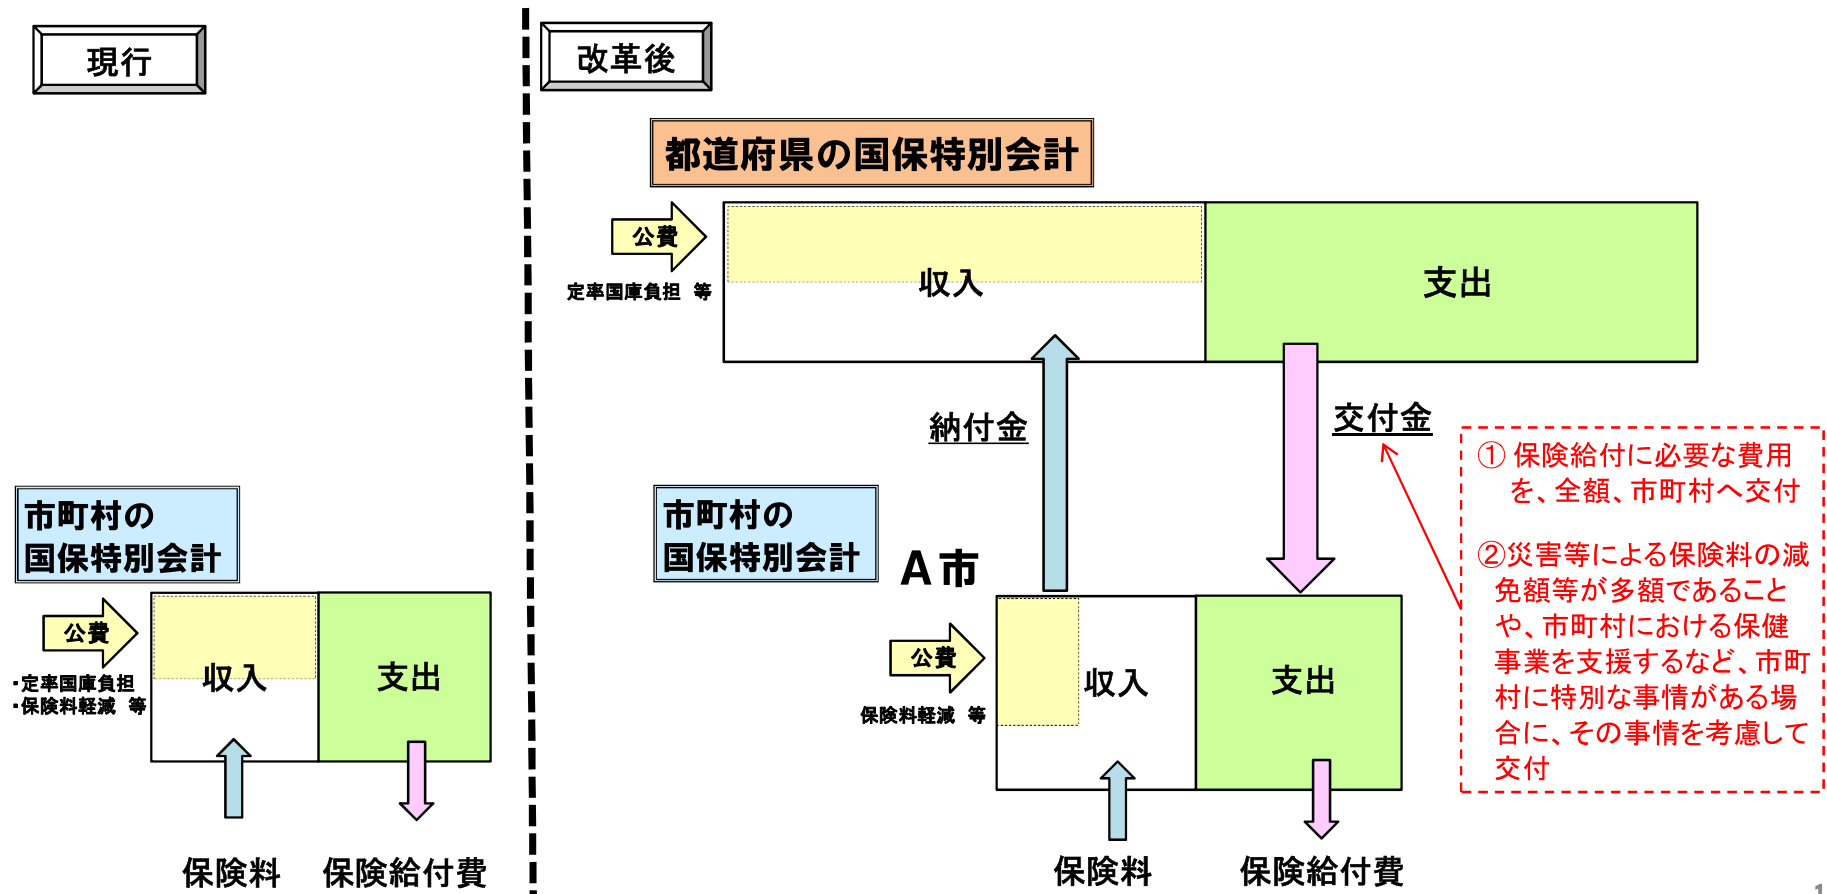 現行
市町村の
国保特別会計
公費
・定率国庫負担
・保険料軽減 等
収入
支出
保険料
保険給付費
改革後
都道府県の国保特別会計
公費
定率国庫負担 等
収入
支出
納付金
交付金
① 保険給付に必要な費用
を、全額、市町村へ交付
②災害等による保険料の減
免額等が多額であること
や、市町村における保健
事業を支援するなど、市町
村に特別な事情がある場
合に、その事情を考慮して
交付
市町村の
国保特別会計
A市
公費
保険料軽減 等
収入
支出
保険料
保険給付費
1